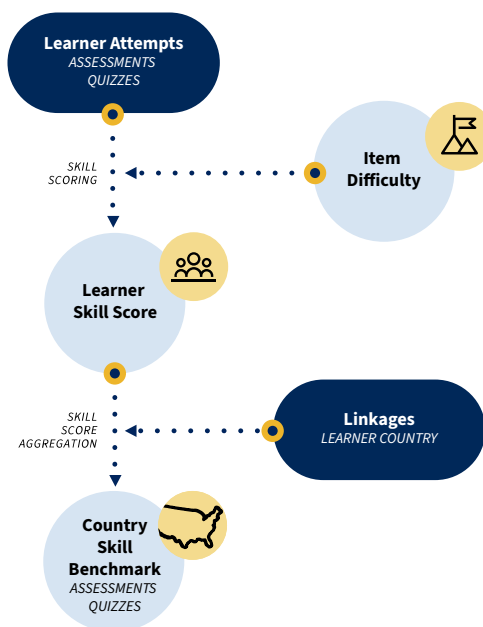 Learner Attempts
ASSESSMENTS
QUIZZES
SKILL
SCORING
Item
Difficulty
Learner
Skill Score
SKILL
SCORE
AGGREGATION
Linkages
LEARNER COUNTRY
Country
Skill
Benchmark
ASSESSMENTS
QUIZZES